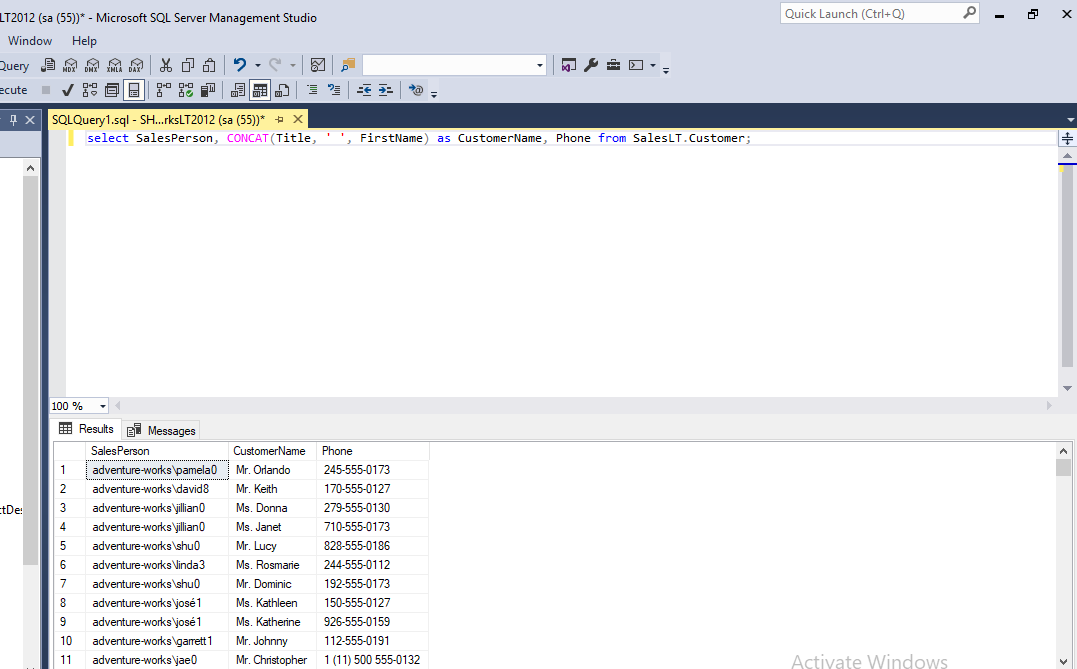 LT2012 (sa (55))* - Microsoft SQL Server Management Studio
Quick Launch (Ctrl+Q)
Window Help
Query MDX DMX XMLA DAX
ecute
SQLQuery1.sql - SH...rksLT2012 (sa (55))*
select SalesPerson, CONCAT(Title, ' ', FirstName) as CustomerName, Phone from SalesLT.Customer;
ctDes
100 %
Results Messages
SalesPerson CustomerName Phone
1 adventure-works\pamela0 Mr. Orlando 245-555-0173
2 adventure-works\david8 Mr. Keith 170-555-0127
3 adventure-works\jillian0 Ms. Donna 279-555-0130
4 adventure-works\jillian0 Ms. Janet 710-555-0173
5 adventure-works\shu0 Mr. Lucy 828-555-0186
6 adventure-works\linda3 Ms. Rosmarie 244-555-0112
7 adventure-works\shu0 Mr. Dominic 192-555-0173
8 adventure-works\josé1 Ms. Kathleen 150-555-0127
9 adventure-works\josé1 Ms. Katherine 926-555-0159
10 adventure-works\garrett1 Mr. Johnny 112-555-0191
11 adventure-works\jae0 Mr. Christopher 1 (11) 500 555-0132
Activate Windows